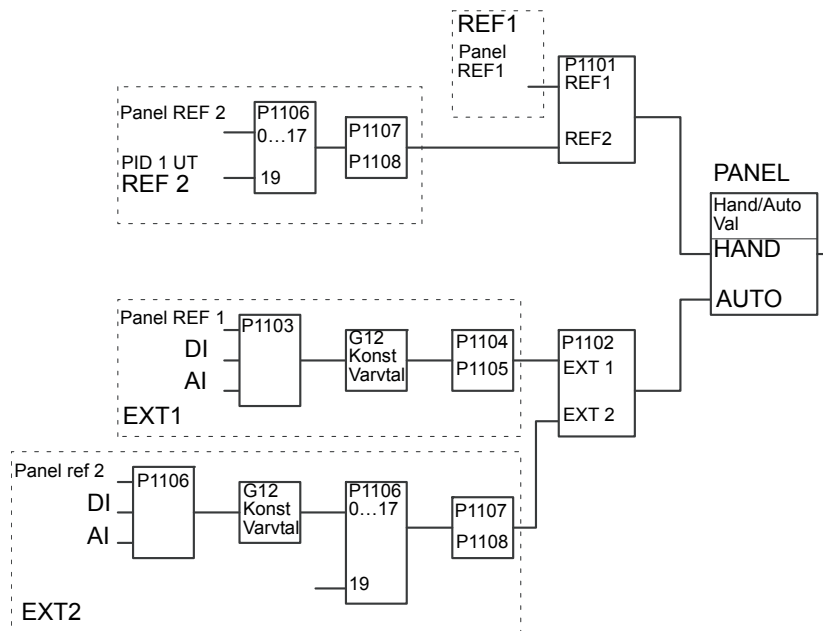 REF1
Panel
REF1
P1101
REF1
REF2
Panel REF 2
P1106
0...17
PID 1 UT
REF 2
19
P1107
P1108
PANEL
Hand/Auto
Val
HAND
AUTO
Panel REF 1
DI
AI
P1103
G12
Konst
Varvtal
P1104
P1105
EXT1
P1102
EXT 1
EXT 2
Panel ref 2
DI
AI
P1106
G12
Konst
Varvtal
P1106
0...17
19
P1107
P1108
EXT2